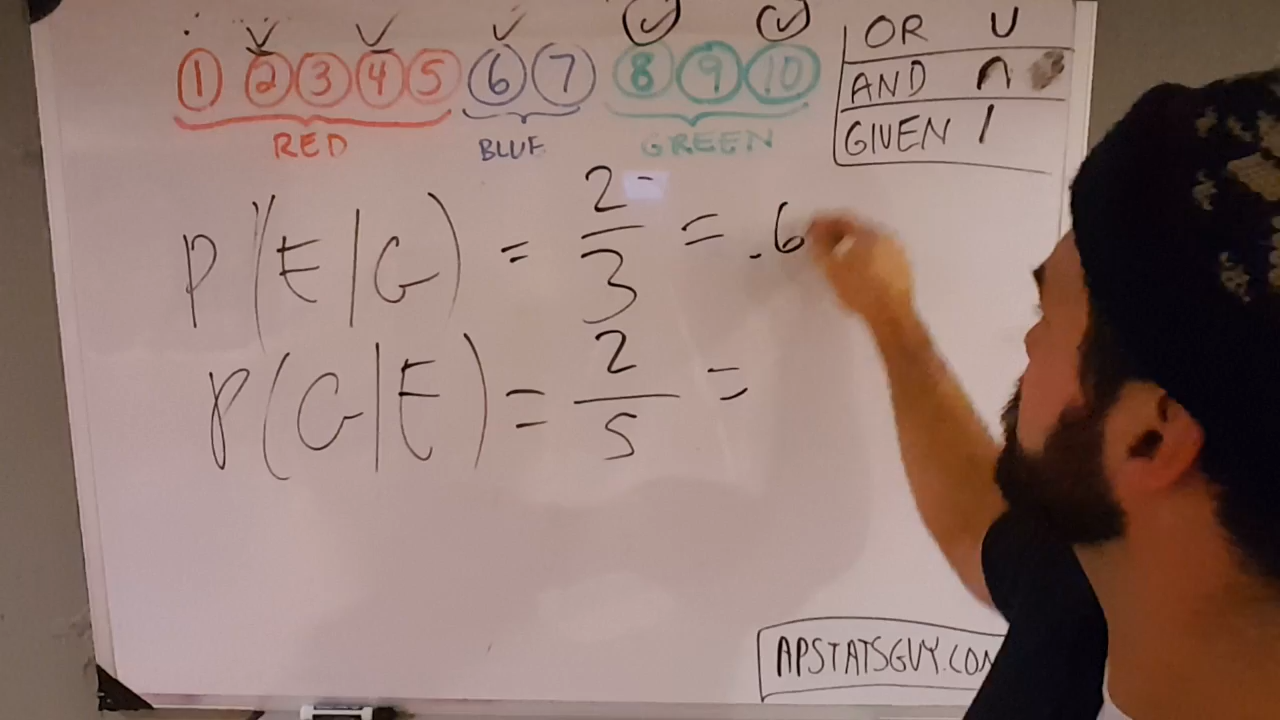 1 2 3 4 5 6 7 8 9 10
RED BLUE GREEN
OR ∪
AND ∩
GIVEN |
P(E|G) = 2/3 = .6
P(G|E) = 2/5 =
APSTATSGUY.COM